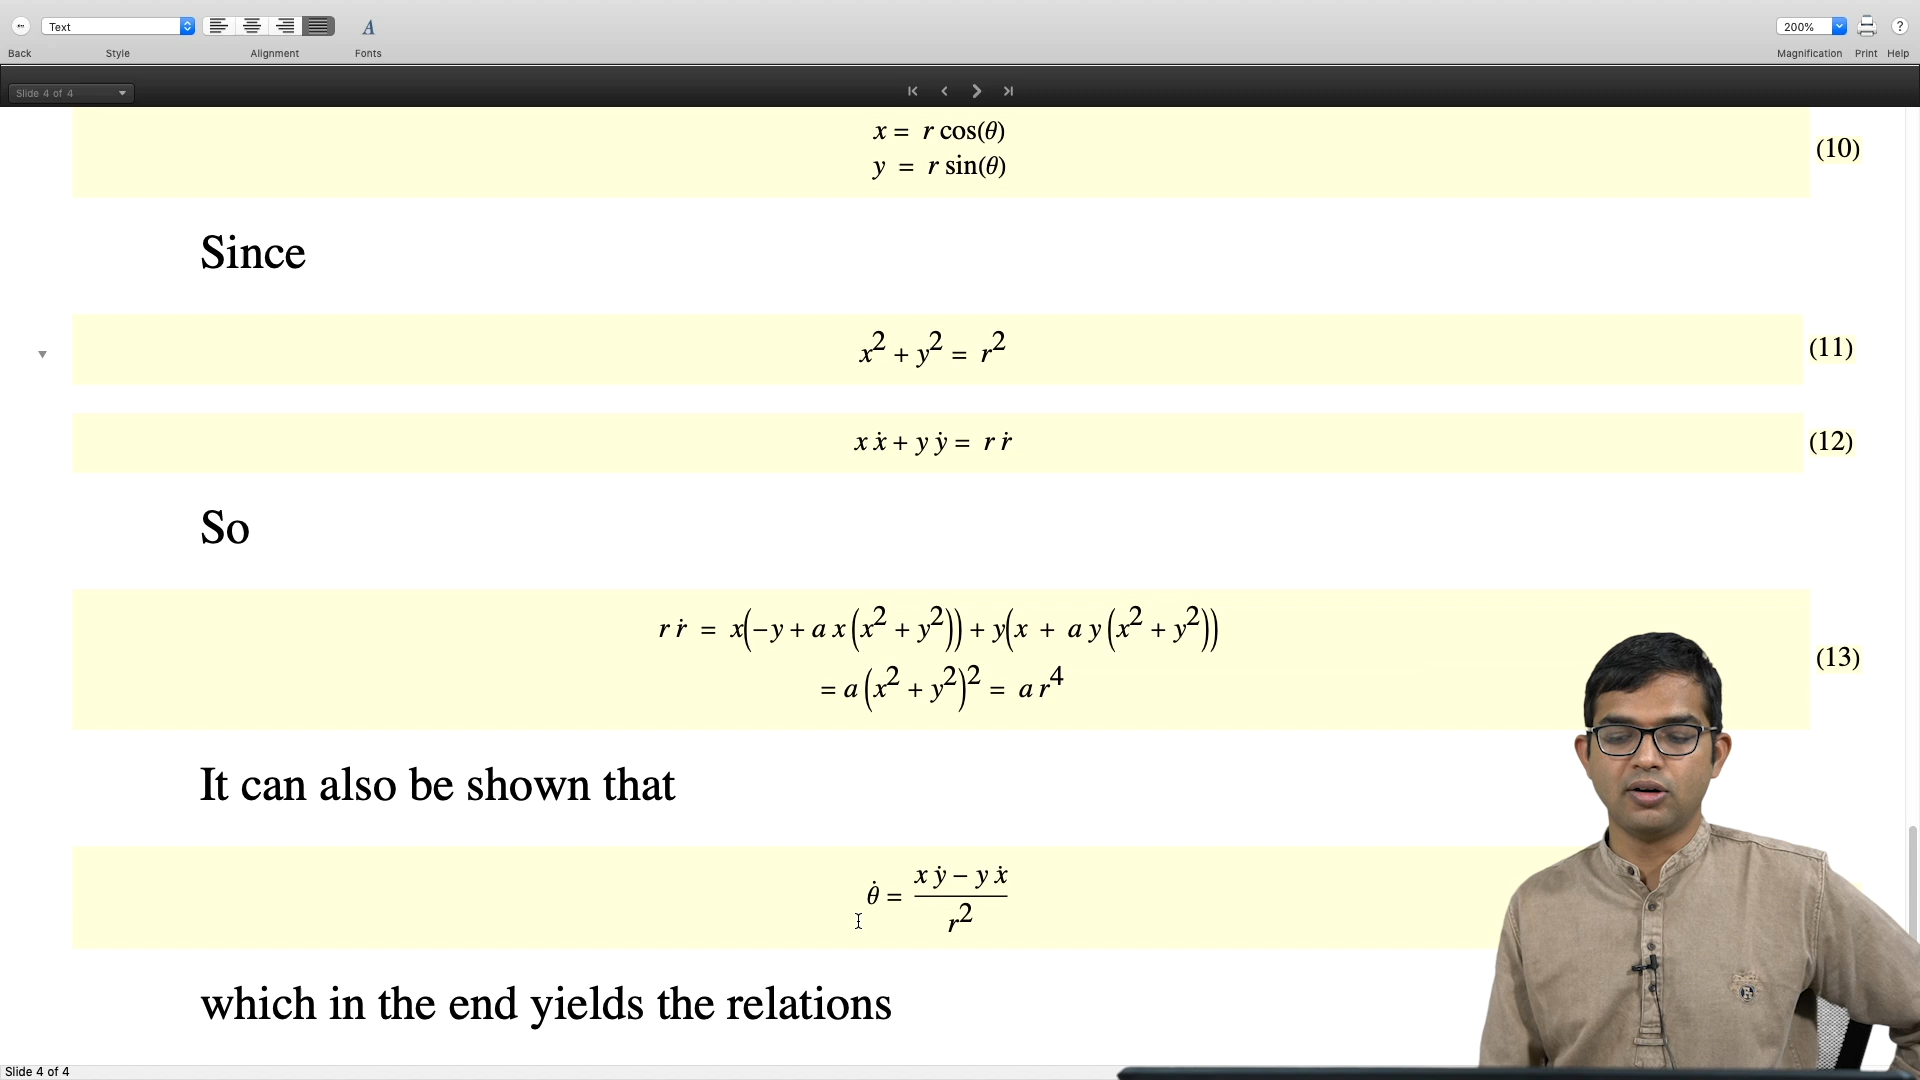 Text
200%
Back Style Alignment Fonts Magnification Print Help
Slide 4 of 4
x = r cos(θ)
y = r sin(θ)
(10)
Since
x² + y² = r² (11)
x ẋ + y ẏ = r ṙ (12)
So
r ṙ = x(−y + a x (x² + y²)) + y(x + a y (x² + y²))
= a (x² + y²)² = a r⁴
(13)
It can also be shown that
θ̇ = (x ẏ − y ẋ) / r²
which in the end yields the relations
Slide 4 of 4